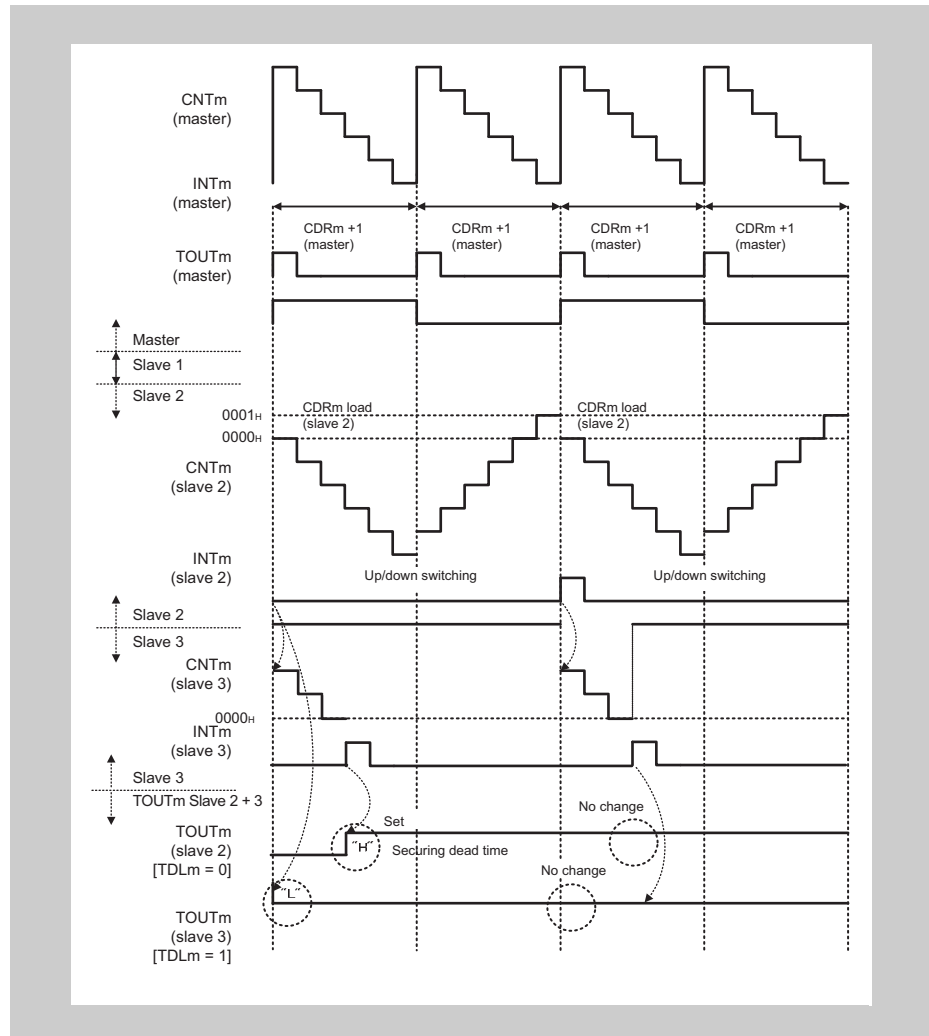 CNTm
(master)
INTm
(master)
CDRm +1
(master)
CDRm +1
(master)
CDRm +1
(master)
CDRm +1
(master)
TOUTm
(master)
Master
Slave 1
Slave 2
0001H
CDRm load
(slave 2)
CDRm load
(slave 2)
0000H
CNTm
(slave 2)
INTm
(slave 2)
Up/down switching
Up/down switching
Slave 2
Slave 3
CNTm
(slave 3)
0000H
INTm
(slave 3)
Slave 3
TOUTm Slave 2 + 3
No change
Set
TOUTm
(slave 2)
[TDLm = 0]
"H"
Securing dead time
No change
"L"
TOUTm
(slave 3)
[TDLm = 1]